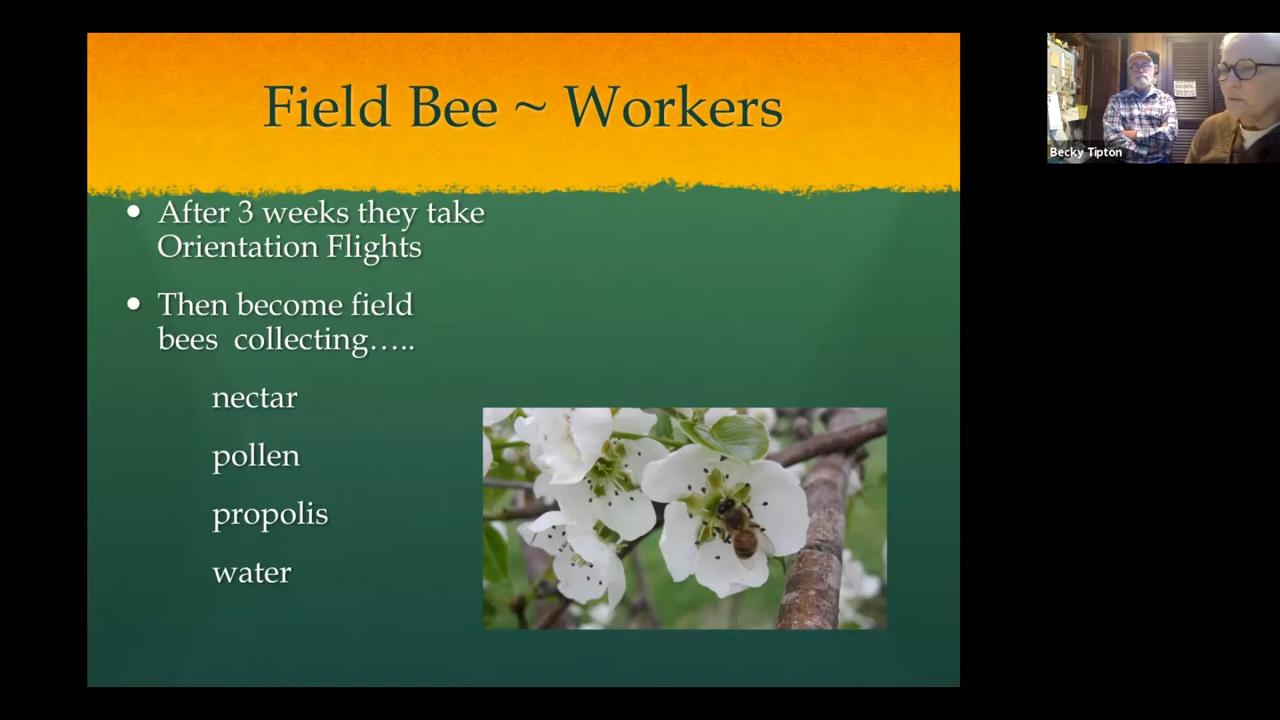 Field Bee ~ Workers
• After 3 weeks they take
Orientation Flights
• Then become field
bees  collecting…..
nectar
pollen
propolis
water
Becky Tipton